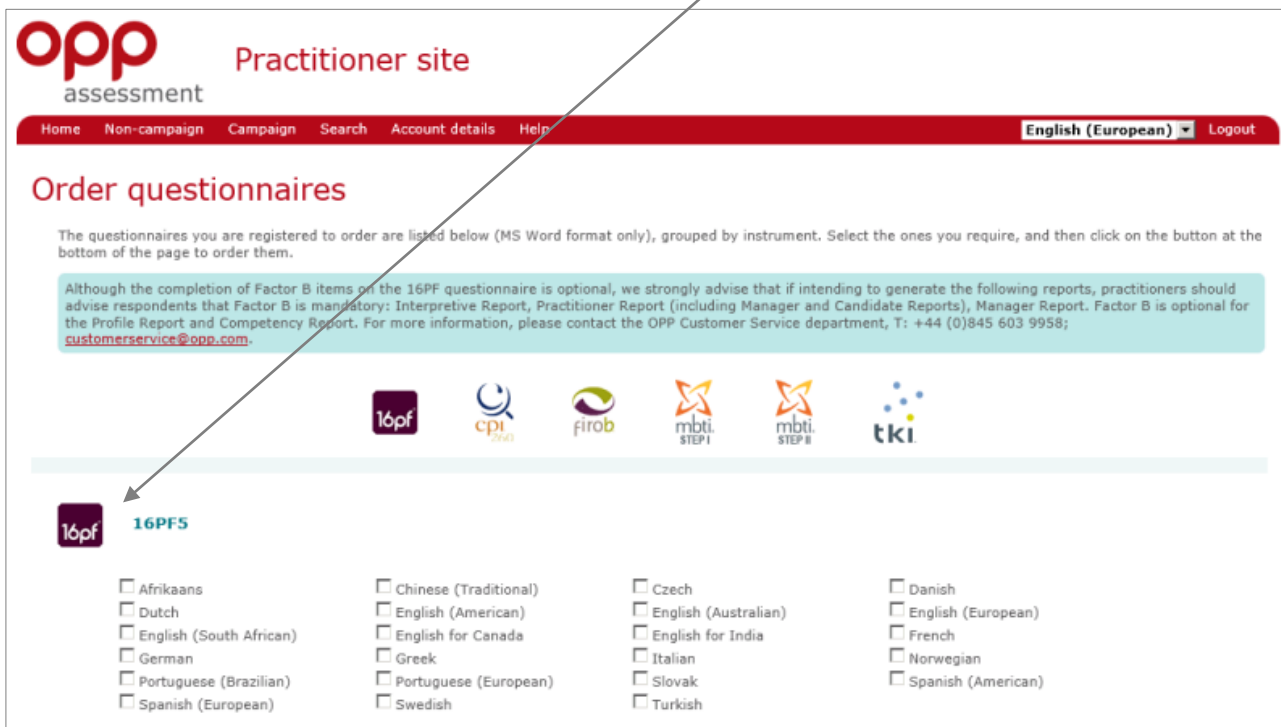 opp
assessment
Practitioner site
Home Non-campaign Campaign Search Account details Help English (European) Logout
Order questionnaires
The questionnaires you are registered to order are listed below (MS Word format only), grouped by instrument. Select the ones you require, and then click on the button at the
bottom of the page to order them.
Although the completion of Factor B items on the 16PF questionnaire is optional, we strongly advise that if intending to generate the following reports, practitioners should
advise respondents that Factor B is mandatory: Interpretive Report, Practitioner Report (including Manager and Candidate Reports), Manager Report. Factor B is optional for
the Profile Report and Competency Report. For more information, please contact the OPP Customer Service department, T: +44 (0)845 603 9958;
customerservice@opp.com.
16pf cpi 260 firob mbti. STEP I mbti. STEP II tki
16pf 16PF5
Afrikaans Chinese (Traditional) Czech Danish
Dutch English (American) English (Australian) English (European)
English (South African) English for Canada English for India French
German Greek Italian Norwegian
Portuguese (Brazilian) Portuguese (European) Slovak Spanish (American)
Spanish (European) Swedish Turkish